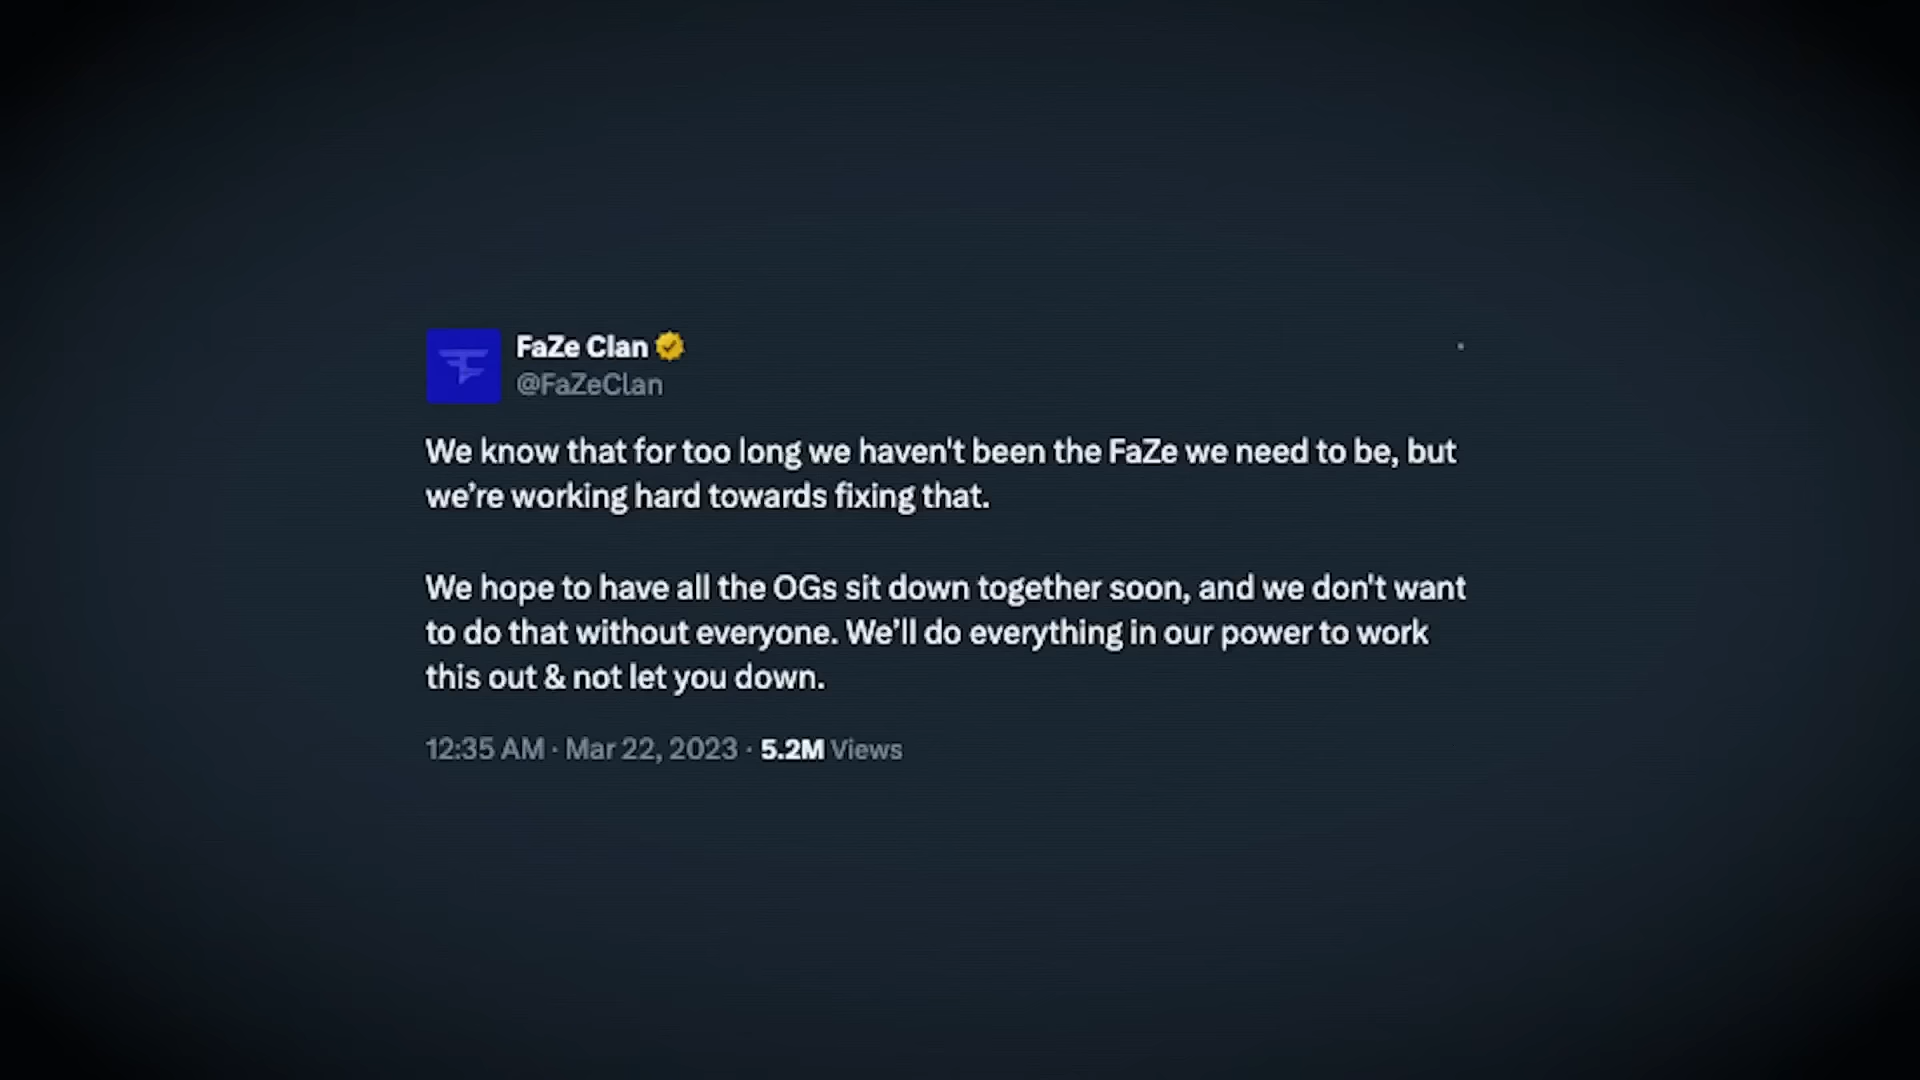 FaZe Clan
@FaZeClan
We know that for too long we haven't been the FaZe we need to be, but
we’re working hard towards fixing that.
We hope to have all the OGs sit down together soon, and we don't want
to do that without everyone. We’ll do everything in our power to work
this out & not let you down.
12:35 AM · Mar 22, 2023 · 5.2M Views